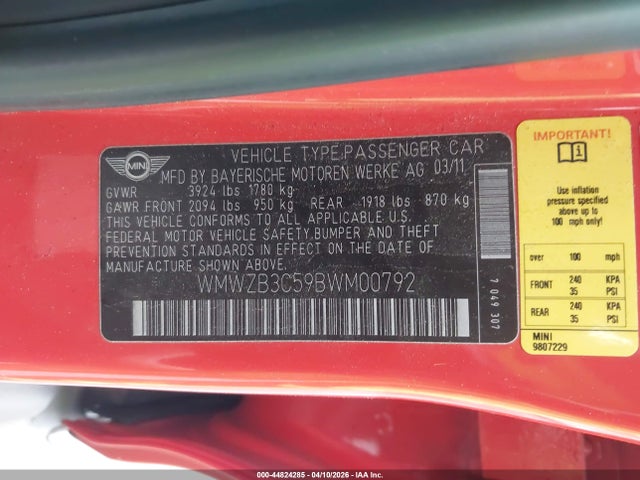 MINI
VEHICLE TYPE:PASSENGER CAR
MFD BY BAYERISCHE MOTOREN WERKE AG 03/11
GVWR 3924 lbs 1780 kg
GAWR FRONT 2094 lbs 950 kg REAR 1918 lbs 870 kg
THIS VEHICLE CONFORMS TO ALL APPLICABLE U.S.
FEDERAL MOTOR VEHICLE SAFETY,BUMPER AND THEFT
PREVENTION STANDARDS IN EFFECT ON THE DATE OF
MANUFACTURE SHOWN ABOVE.
WMWZB3C59BWM00792
7 049 307
IMPORTANT!
Use inflation
pressure specified
above up to
100 mph only!
over 100 mph
FRONT 240 KPA
35 PSI
REAR 240 KPA
35 PSI
MINI
9807229
000-44824285 - 04/10/2026 - IAA Inc.